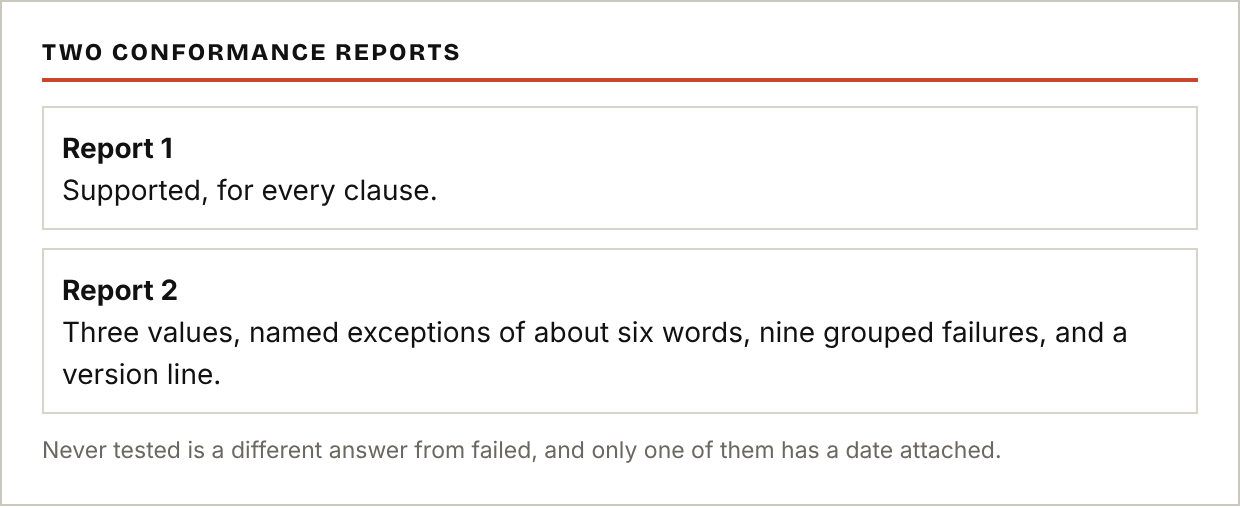 TWO CONFORMANCE REPORTS
Report 1
Supported, for every clause.
Report 2
Three values, named exceptions of about six words, nine grouped failures, and a
version line.
Never tested is a different answer from failed, and only one of them has a date attached.